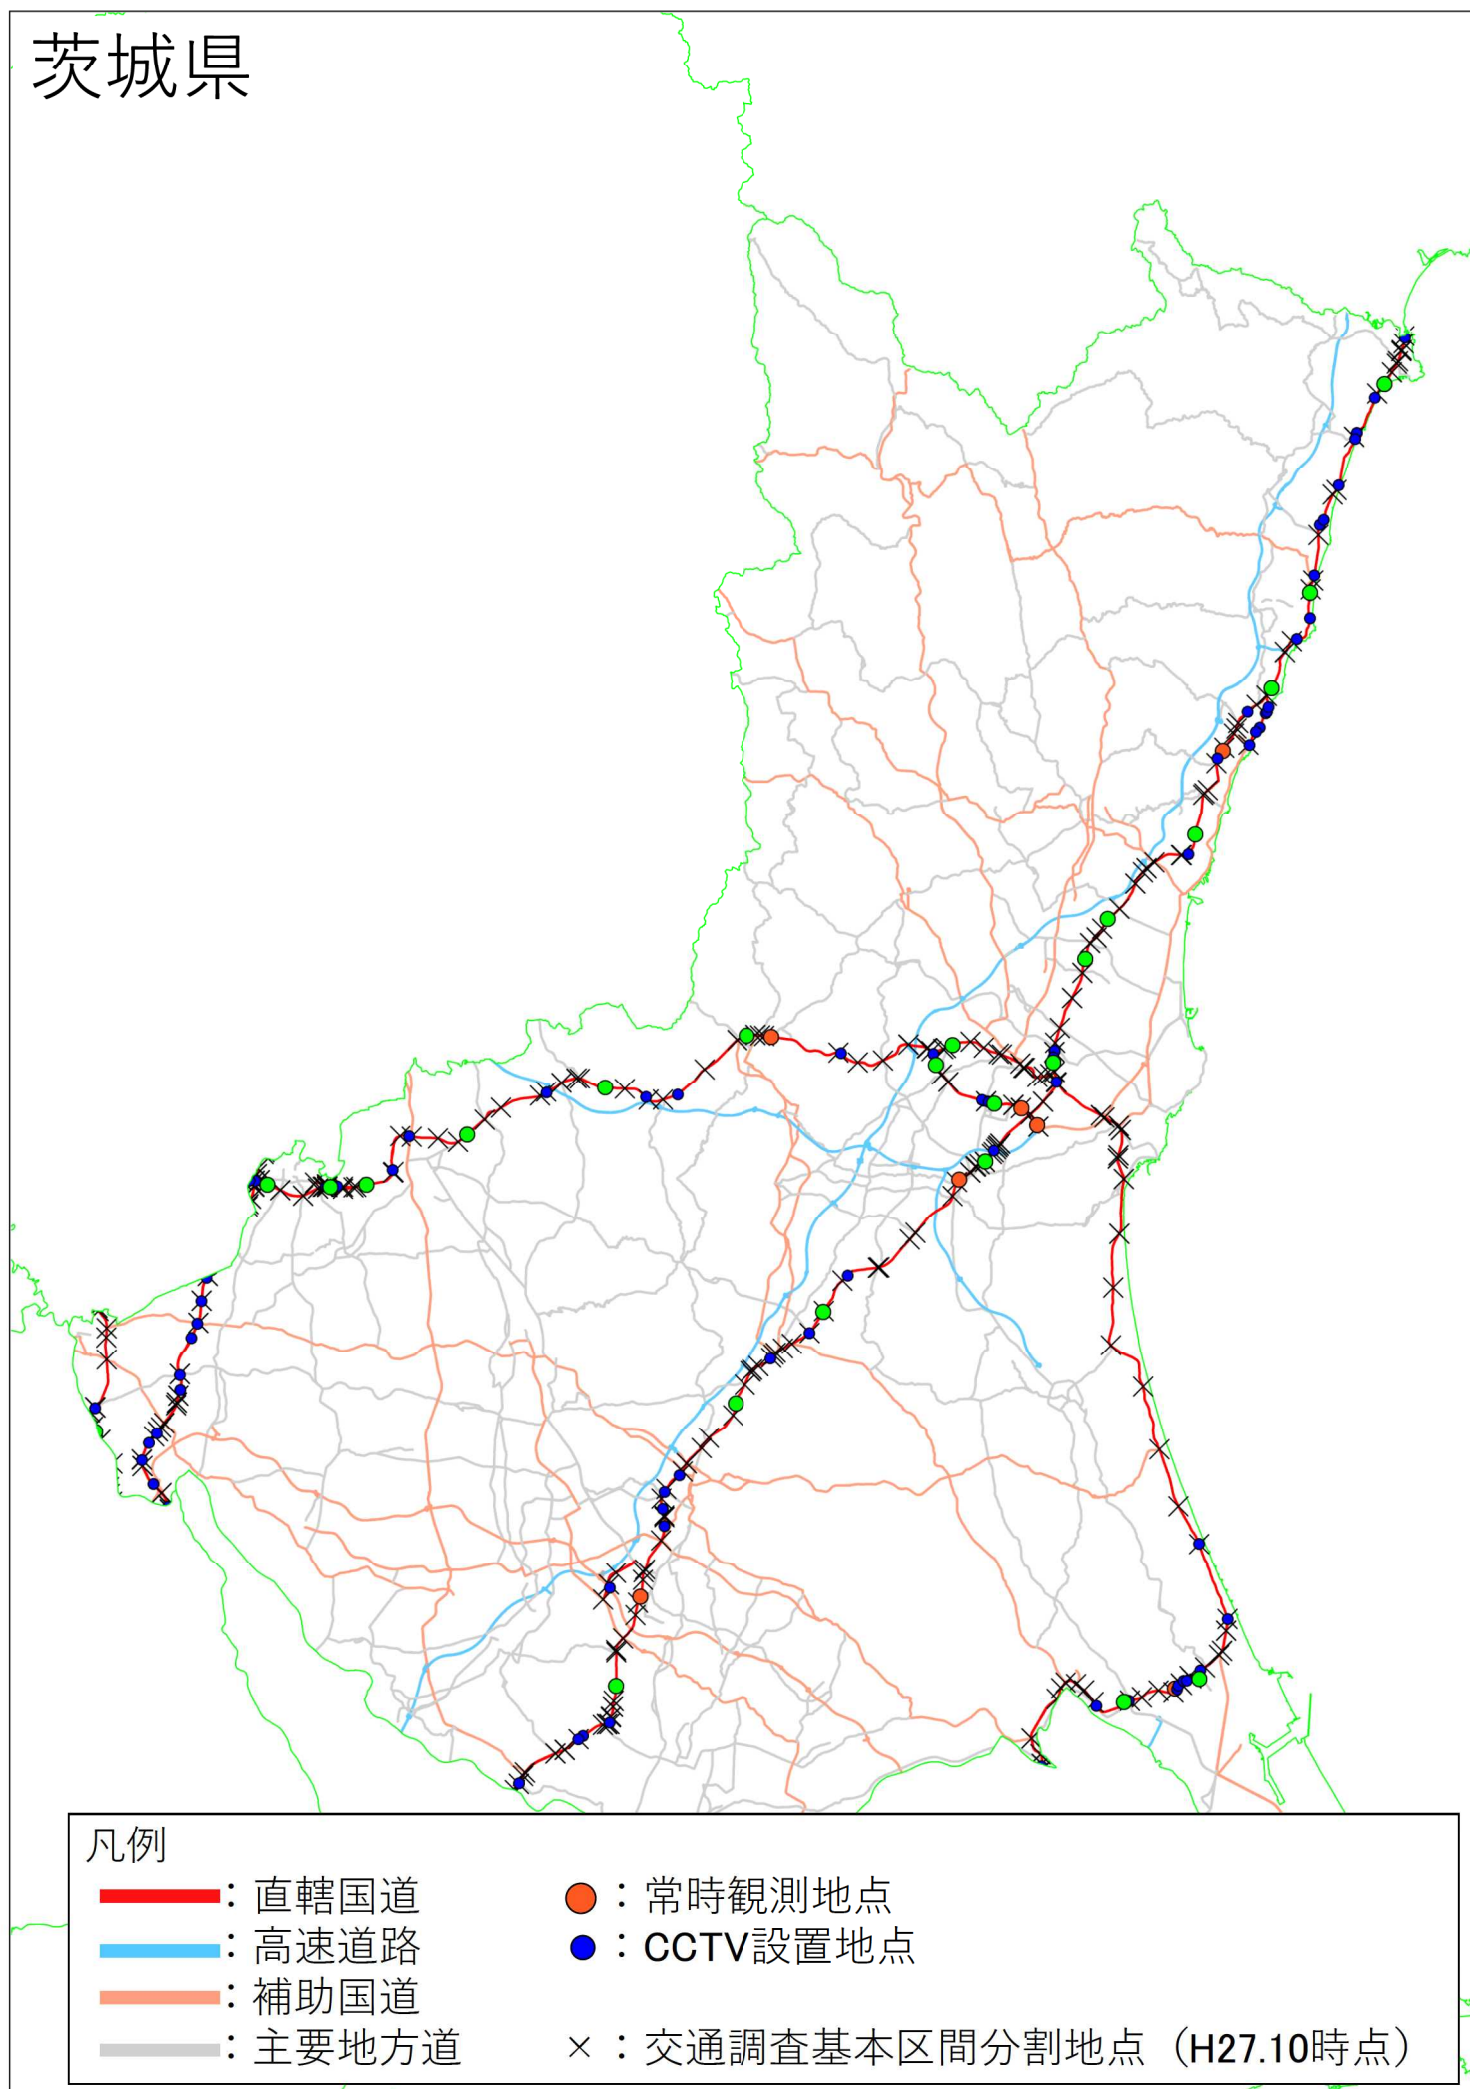 茨城県
凡例
：直轄国道
：高速道路
：補助国道
：主要地方道
：常時観測地点
：CCTV設置地点
×：交通調査基本区間分割地点（H27.10時点）